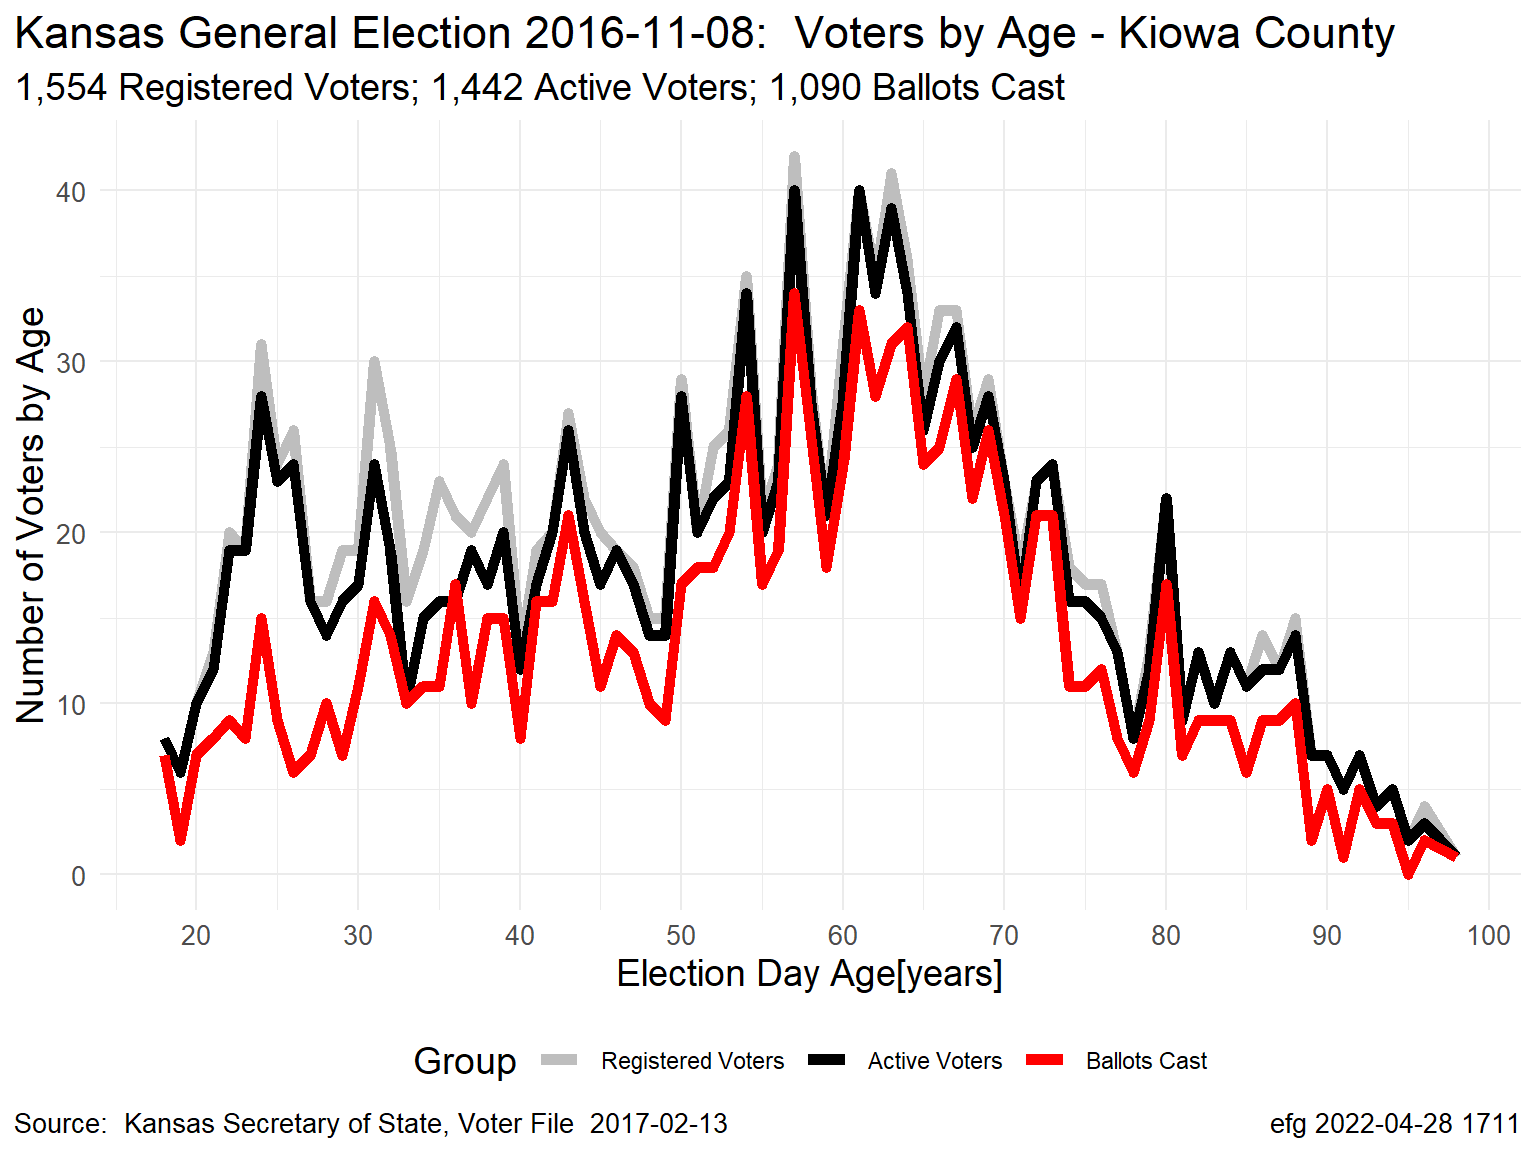 Kansas General Election 2016-11-08:  Voters by Age - Kiowa County
1,554 Registered Voters; 1,442 Active Voters; 1,090 Ballots Cast
Number of Voters by Age
40
30
20
10
0
20 30 40 50 60 70 80 90 100
Election Day Age[years]
Group Registered Voters Active Voters Ballots Cast
Source:  Kansas Secretary of State, Voter File  2017-02-13
efg 2022-04-28 1711